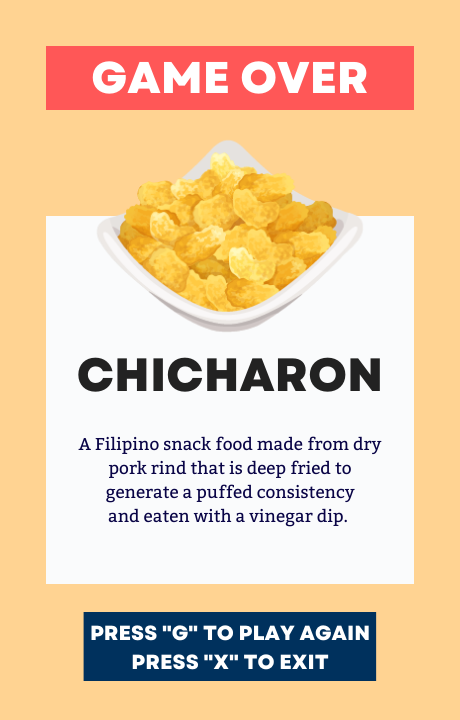 GAME OVER
CHICHARON
A Filipino snack food made from dry
pork rind that is deep fried to
generate a puffed consistency
and eaten with a vinegar dip.
PRESS "G" TO PLAY AGAIN
PRESS "X" TO EXIT